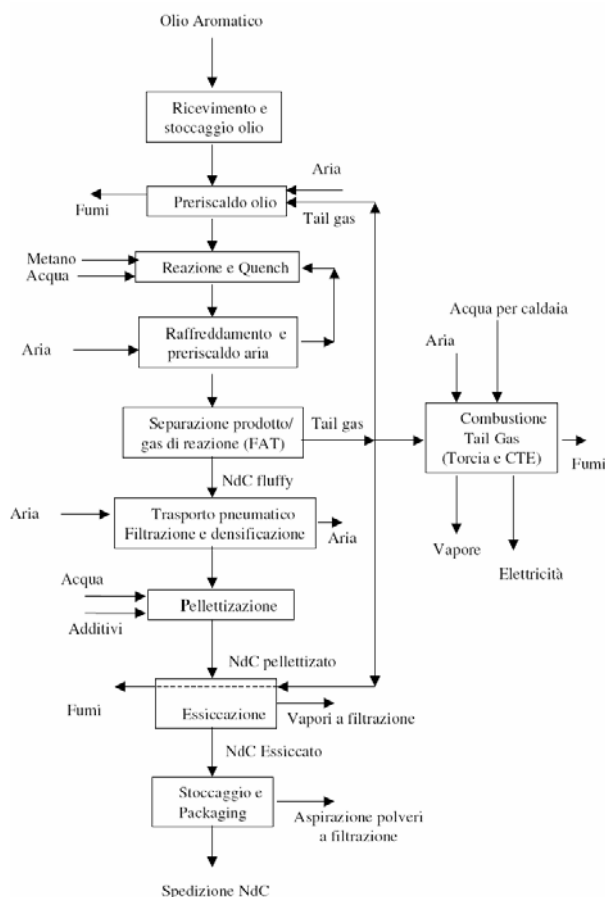 Olio Aromatico
Ricevimento e
stoccaggio olio
Aria
Fumi
Preriscaldo olio
Tail gas
Metano
Acqua
Reazione e Quench
Acqua per caldaia
Aria
Raffreddamento e
preriscaldo aria
Aria
Separazione prodotto/
gas di reazione (FAT)
Tail gas
Combustione
Tail Gas
(Torcia e CTE)
Fumi
NdC fluffy
Aria
Trasporto pneumatico
Filtrazione e densificazione
Aria
Vapore
Elettricità
Acqua
Additivi
Pellettizazione
NdC pellettizato
Fumi
Essiccazione
Vapori a filtrazione
NdC Essiccato
Stoccaggio e
Packaging
Aspirazione polveri
a filtrazione
Spedizione NdC